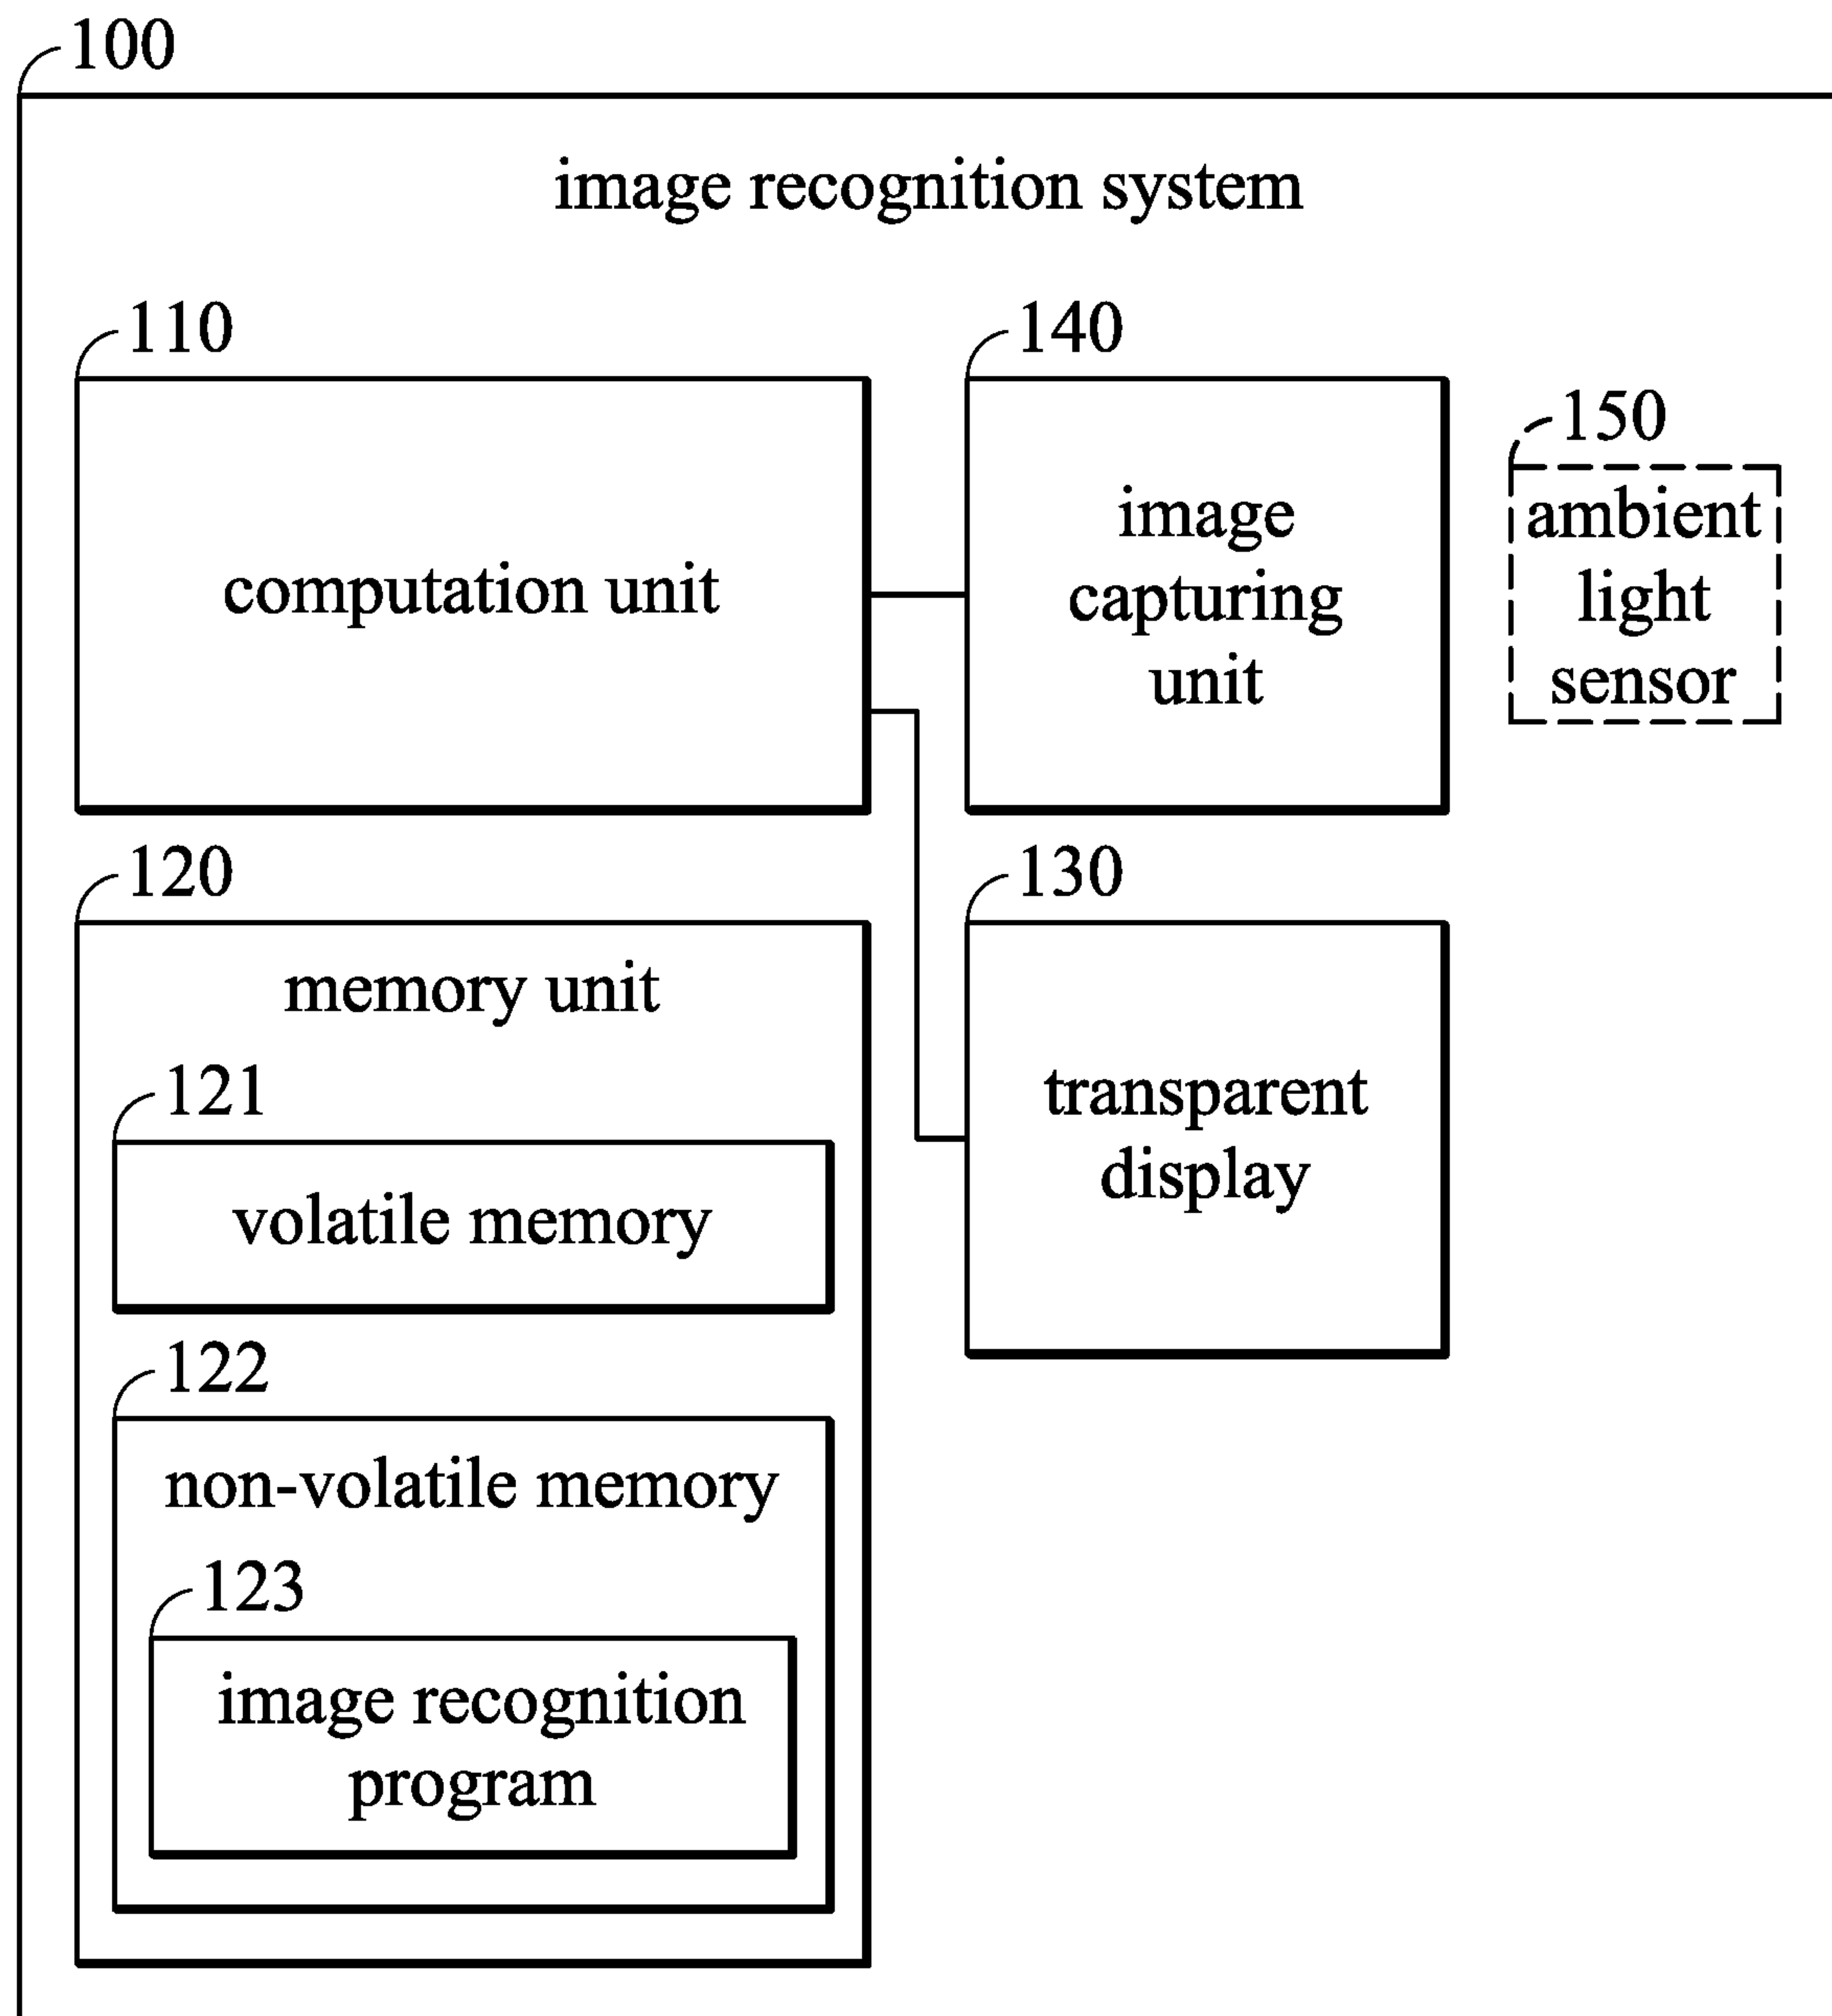 100
image recognition system
110
computation unit
140
image
capturing
unit
150
ambient
light
sensor
120
memory unit
121
volatile memory
122
non-volatile memory
123
image recognition
program
130
transparent
display